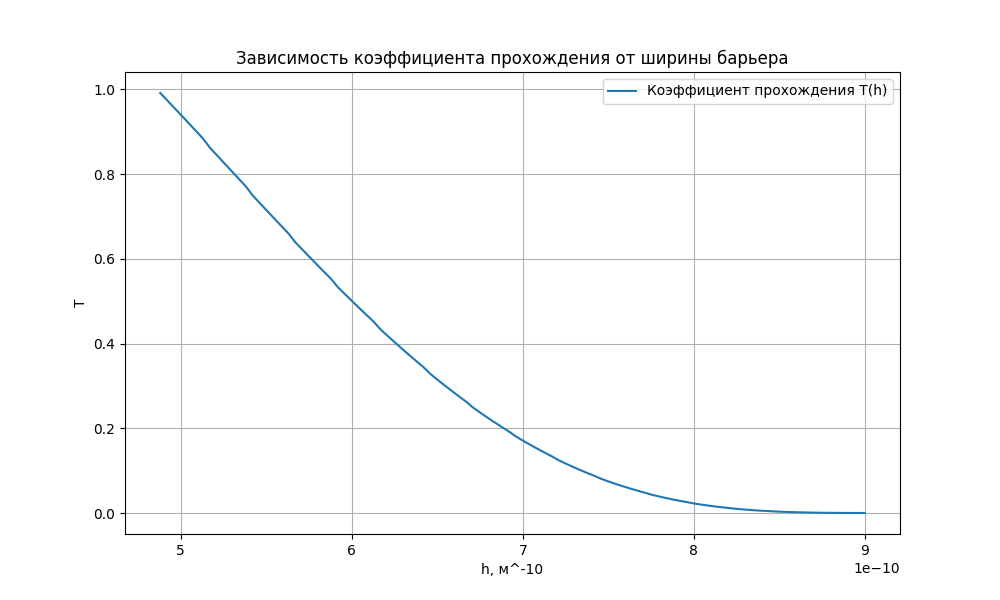 Зависимость коэффициента прохождения от ширины барьера
Коэффициент прохождения T(h)
1.0
0.8
0.6
0.4
0.2
0.0
T
5 6 7 8 9
h, м^-10
1e−10